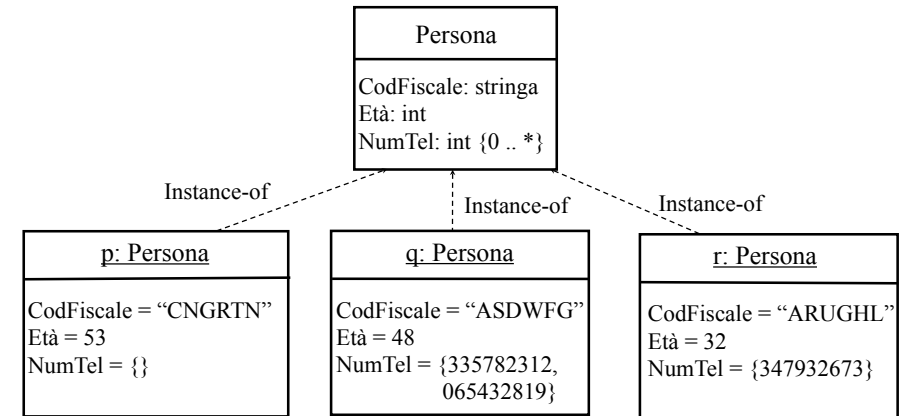 Persona
CodFiscale: stringa
Età: int
NumTel: int {0 .. *}
Instance-of
Instance-of
Instance-of
p: Persona
CodFiscale = “CNGRTN”
Età = 53
NumTel = {}
q: Persona
CodFiscale = “ASDWFG”
Età = 48
NumTel = {335782312,
065432819}
r: Persona
CodFiscale = “ARUGHL”
Età = 32
NumTel = {347932673}